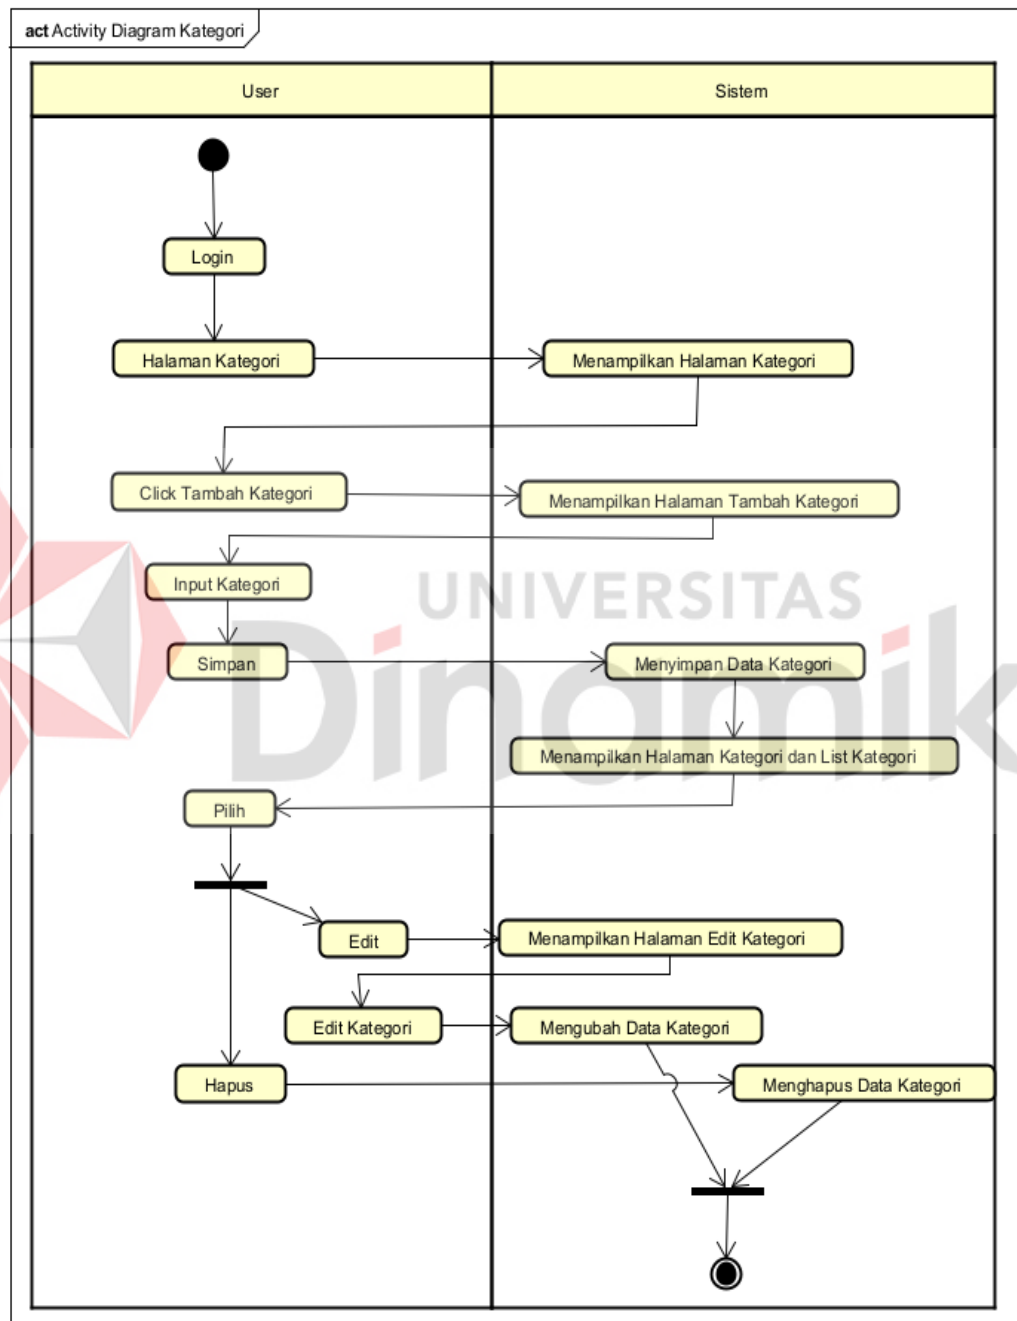 act Activity Diagram Kategori
User
Sistem
Login
Halaman Kategori
Menampilkan Halaman Kategori
Click Tambah Kategori
Menampilkan Halaman Tambah Kategori
Input Kategori
UNIVERSITAS
Dinamik
Simpan
Menyimpan Data Kategori
Menampilkan Halaman Kategori dan List Kategori
Pilih
Edit
Menampilkan Halaman Edit Kategori
Edit Kategori
Mengubah Data Kategori
Hapus
Menghapus Data Kategori